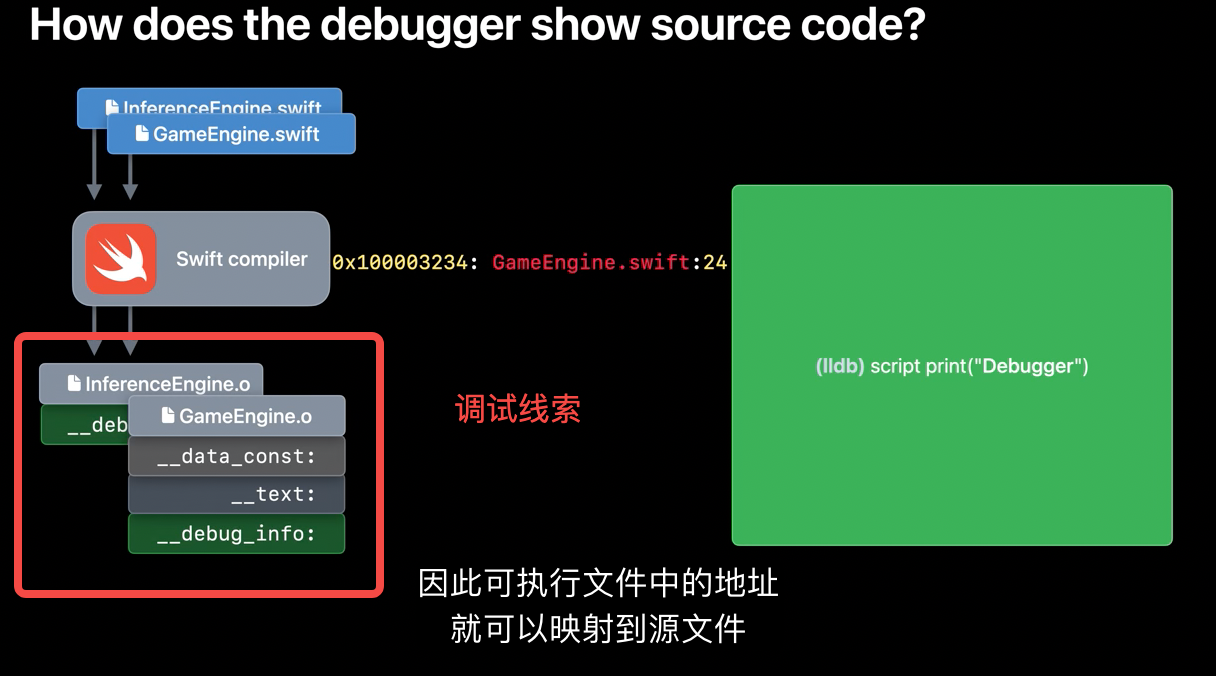 How does the debugger show source code?
InferenceEngine.swift
GameEngine.swift
Swift compiler
0x100003234: GameEngine.swift:24
(lldb) script print("Debugger")
InferenceEngine.o
GameEngine.o
__deb
__data_const:
__text:
__debug_info:
调试线索
因此可执行文件中的地址
就可以映射到源文件